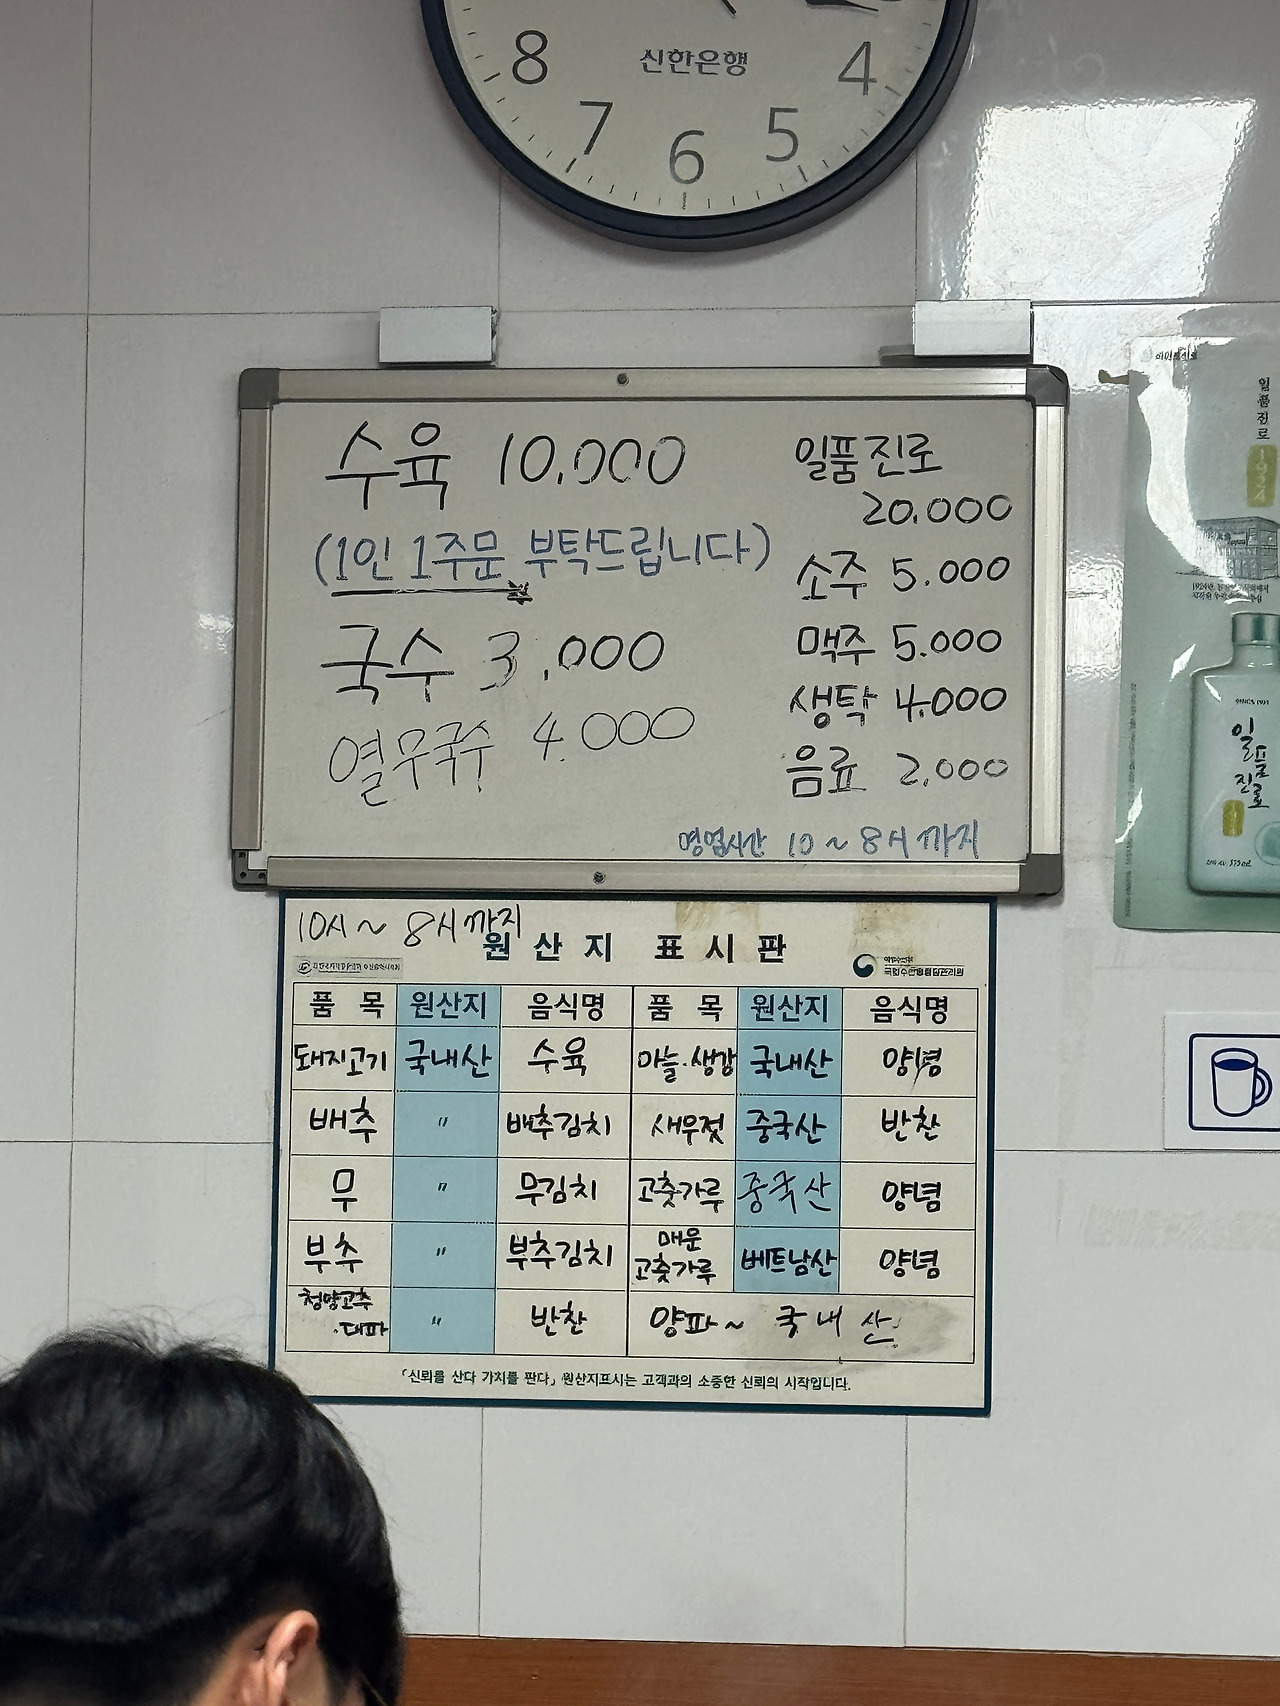 8 신한은행 4
7 6 5
수육 10,000
(1인 1주문 부탁드립니다)
국수 3,000
열무국수 4.000
일품진로
20.000
소주 5.000
맥주 5.000
생탁 4.000
음료 2,000
영업시간 10 ~ 8시까지
10시 ~ 8시까지
원산지 표시판
품목 원산지 음식명 품목 원산지 음식명
돼지고기 국내산 수육 마늘.생강 국내산 양념
배추 〃 배추김치 새우젓 중국산 반찬
무 〃 무김치 고춧가루 중국산 양념
부추 〃 부추김치 매운 고춧가루 베트남산 양념
청양고추 .대파 〃 반찬 양파~ 국내산
「신뢰를 산다 가치를 판다」 원산지표시는 고객과의 소중한 신뢰의 시작입니다.
일품진로
1924
일품
진로